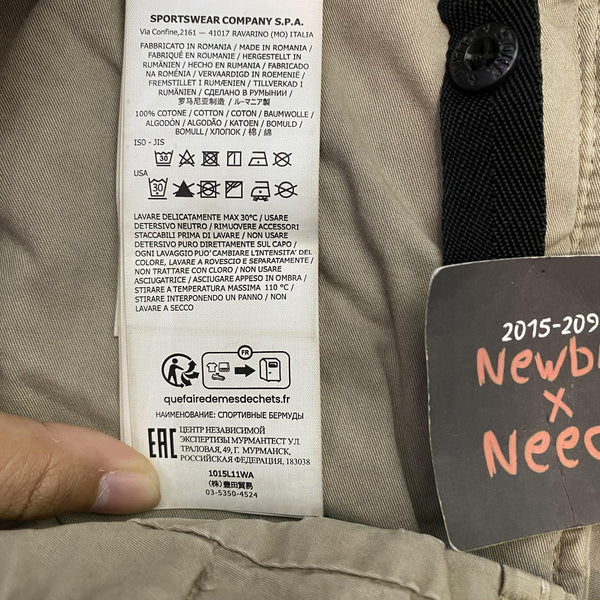 SPORTSWEAR COMPANY S.P.A.
Via Confine,2161 — 41017 RAVARINO (MO) ITALIA
FABBRICATO IN ROMANIA / MADE IN ROMANIA /
FABRIQUÉ EN ROUMANIE / HERGESTELLT IN
RUMÄNIEN / HECHO EN RUMANIA / FABRICADO
NA ROMÉNIA / VERVAARDIGD IN ROEMENIË /
FREMSTILLET I RUMÆNIEN / TILLVERKAD I
RUMÄNIEN / СДЕЛАНО В РУМЫНИИ /
罗马尼亚制造 / ルーマニア製
100% COTONE / COTTON / COTON / BAUMWOLLE /
ALGODÓN / ALGODÃO / KATOEN / BOMULD /
BOMULL / ХЛОПОК / 棉 / 綿
ISO - JIS
30
USA
30
LAVARE DELICATAMENTE MAX 30°C / USARE
DETERSIVO NEUTRO / RIMUOVERE ACCESSORI
STACCABILI PRIMA DI LAVARE / NON USARE
DETERSIVO PURO DIRETTAMENTE SUL CAPO /
OGNI LAVAGGIO PUO' CAMBIARE L'INTENSITA' DEL
COLORE, LAVARE A ROVESCIO E SEPARATAMENTE /
NON TRATTARE CON CLORO / NON USARE
ASCIUGATRICE / ASCIUGARE APPESO IN OMBRA /
STIRARE A TEMPERATURA MASSIMA 110 °C /
STIRARE INTERPONENDO UN PANNO / NON
LAVARE A SECCO
FR
quefairedemesdechets.fr
НАИМЕНОВАНИЕ: СПОРТИВНЫЕ БЕРМУДЫ
EAC
ЦЕНТР НЕЗАВИСИМОЙ
ЭКСПЕРТИЗЫ МУРМАНТЕСТ УЛ.
ТРАЛОВАЯ, 49, Г. МУРМАНСК,
РОССИЙСКАЯ ФЕДЕРАЦИЯ, 183038
1015L11WA
(株)豊田貿易
03-5350-4524
2015-209
Newb
x
Need